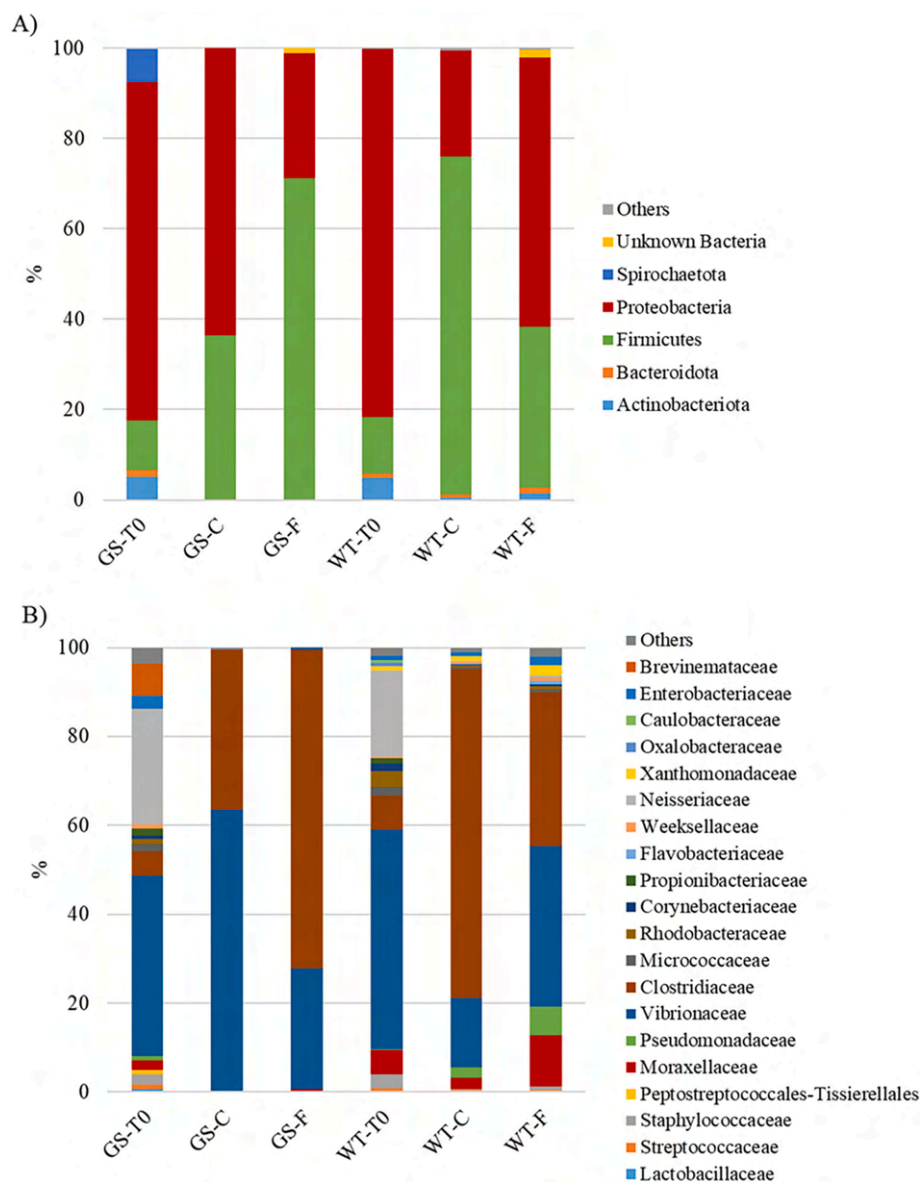 A)
100
80
60
40
20
0
%
GS-T0
GS-C
GS-F
WT-T0
WT-C
WT-F
Others
Unknown Bacteria
Spirochaetota
Proteobacteria
Firmicutes
Bacteroidota
Actinobacteriota
B)
100
80
60
40
20
0
%
GS-T0
GS-C
GS-F
WT-T0
WT-C
WT-F
Others
Brevinemataceae
Enterobacteriaceae
Caulobacteraceae
Oxalobacteraceae
Xanthomonadaceae
Neisseriaceae
Weeksellaceae
Flavobacteriaceae
Propionibacteriaceae
Corynebacteriaceae
Rhodobacteraceae
Micrococcaceae
Clostridiaceae
Vibrionaceae
Pseudomonadaceae
Moraxellaceae
Peptostreptococcales-Tissierellales
Staphylococcaceae
Streptococcaceae
Lactobacillaceae